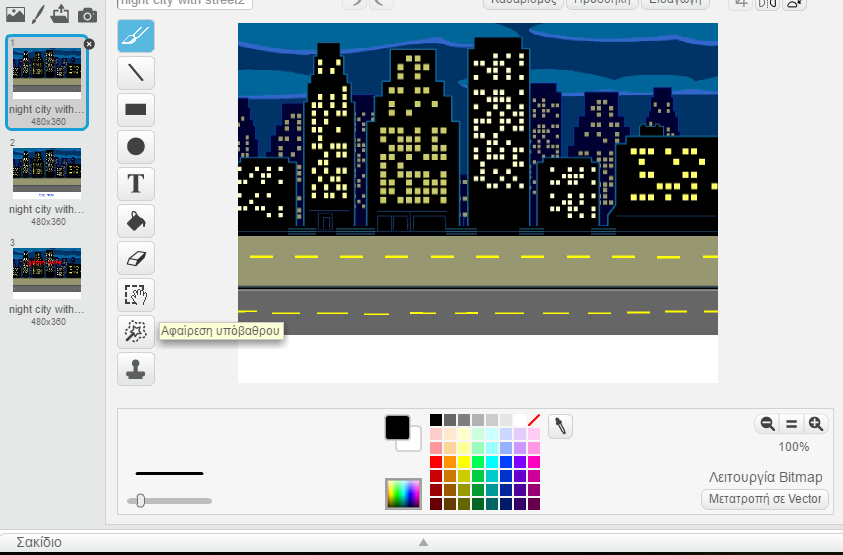 night city with street2
Καθαρισμός
Προσθήκη
Εισαγωγή
1
night city with...
480x360
2
night city with...
480x360
3
night city with...
480x360
T
Αφαίρεση υπόβαθρου
100%
Λειτουργία Bitmap
Μετατροπή σε Vector
Σακίδιο